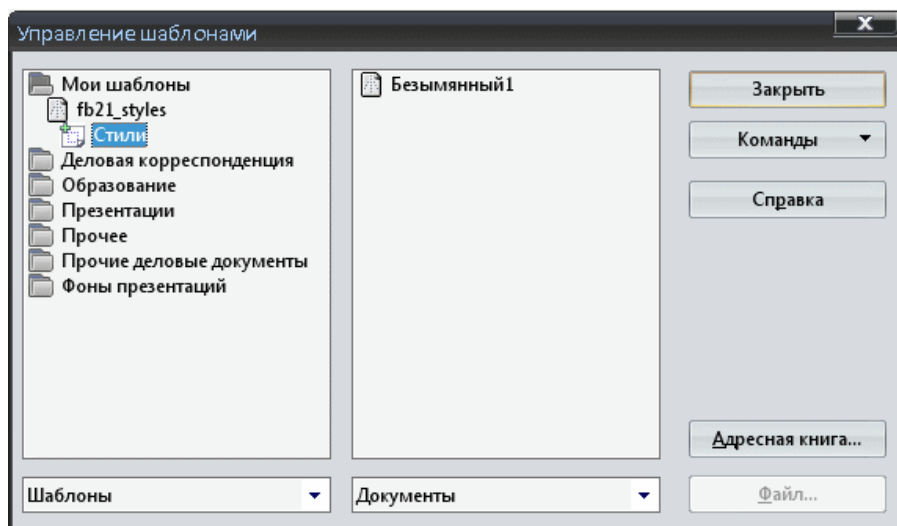 Управление шаблонами
X
Мои шаблоны
fb21_styles
Стили
Деловая корреспонденция
Образование
Презентации
Прочее
Прочие деловые документы
Фоны презентаций
Шаблоны
Безымянный1
Документы
Закрыть
Команды
Справка
Адресная книга...
Файл...